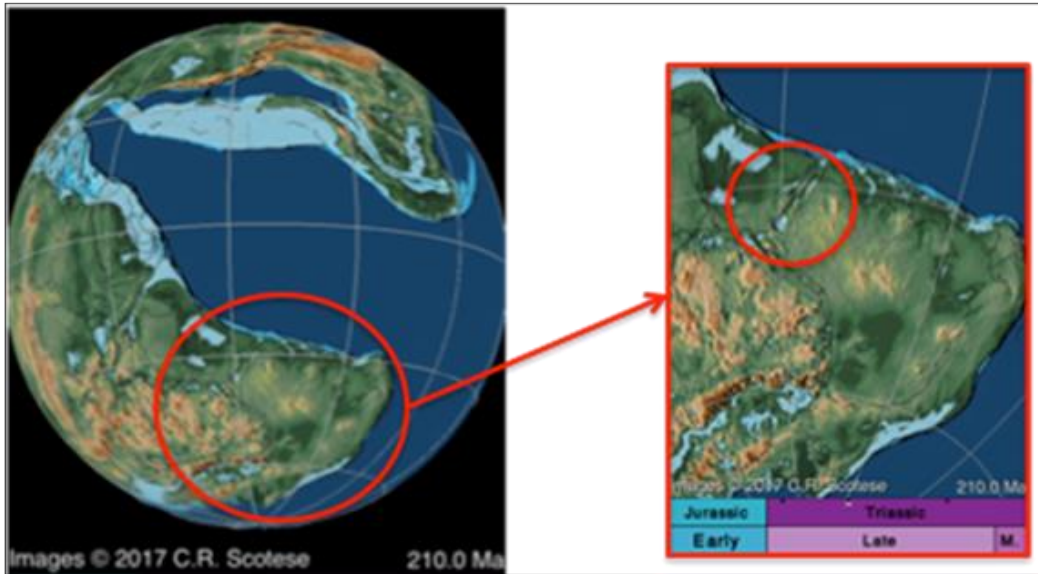 Images © 2017 C.R. Scotese 210.0 Ma
Images © 2017 C.R. Scotese 210.0 Ma
Jurassic Triassic
Early Late M.